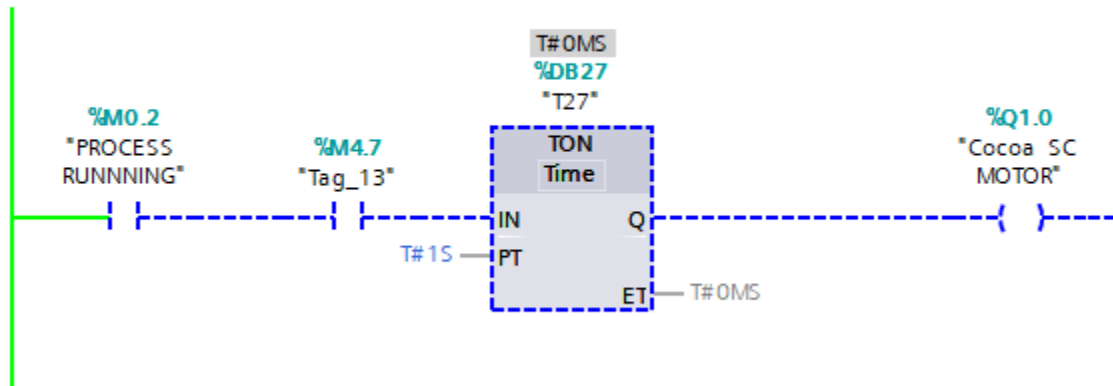 T#0MS
%DB27
"T27"
%M0.2
"PROCESS
RUNNNING"
%M4.7
"Tag_13"
TON
Time
%Q1.0
"Cocoa SC
MOTOR"
IN
Q
T#1S
PT
ET
T#0MS